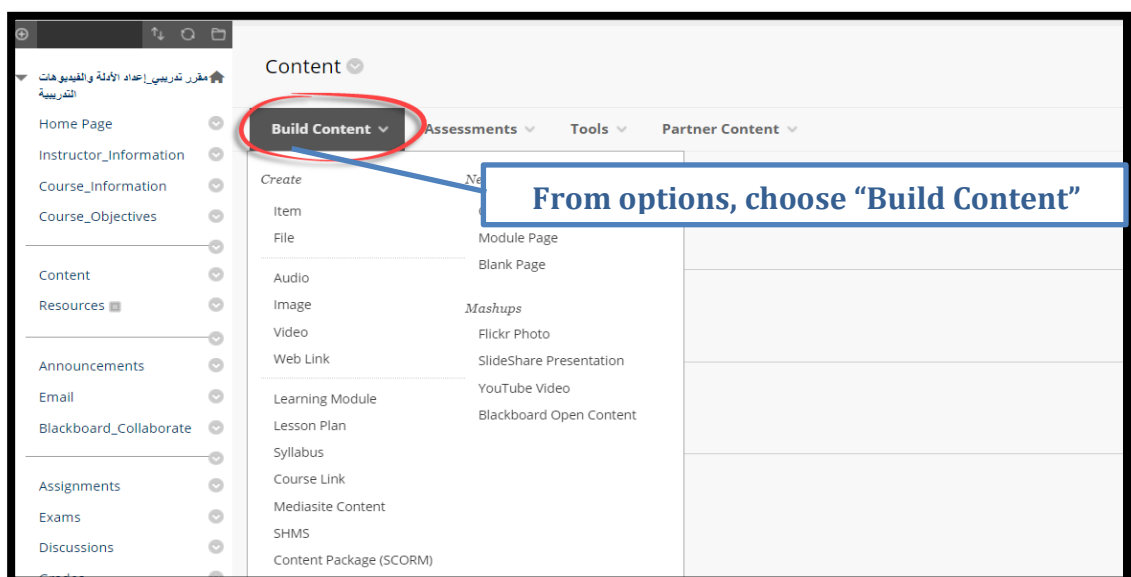 مقرر تدريبي_إعداد الأدلة والفيديوهات
التدريبية
Home Page
Instructor_Information
Course_Information
Course_Objectives
Content
Resources
Announcements
Email
Blackboard_Collaborate
Assignments
Exams
Discussions
Content
Build Content
Assessments
Tools
Partner Content
From options, choose “Build Content”
Create
Item
File
Audio
Image
Video
Web Link
Learning Module
Lesson Plan
Syllabus
Course Link
Mediasite Content
SHMS
Content Package (SCORM)
Module Page
Blank Page
Mashups
Flickr Photo
SlideShare Presentation
YouTube Video
Blackboard Open Content